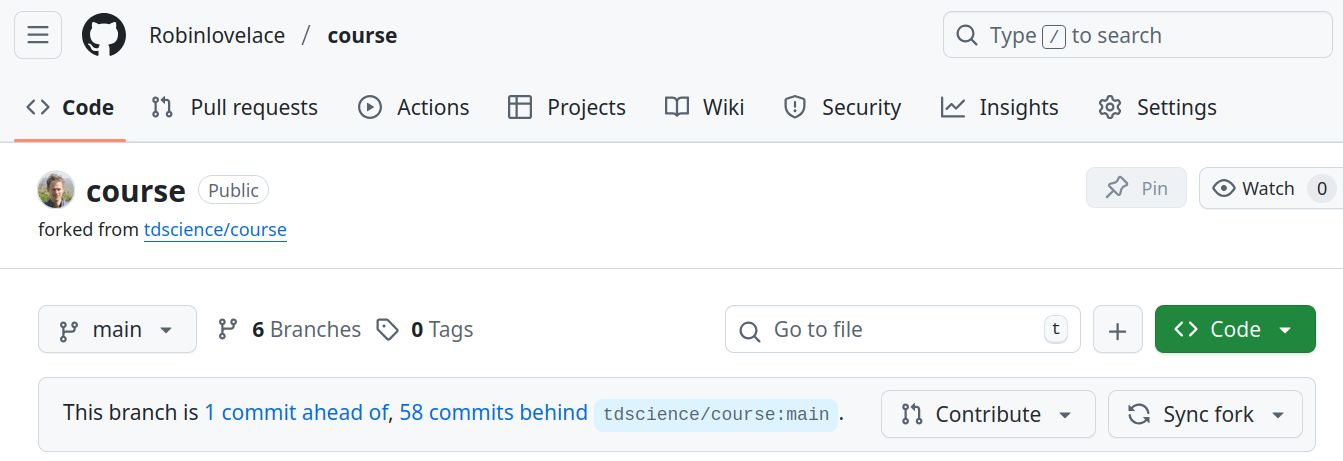 Robinlovelace / course
Type / to search
Code Pull requests Actions Projects Wiki Security Insights Settings
course Public
Pin Watch 0
forked from tdscience/course
main 6 Branches 0 Tags Go to file t + Code
This branch is 1 commit ahead of, 58 commits behind tdscience/course:main . Contribute Sync fork